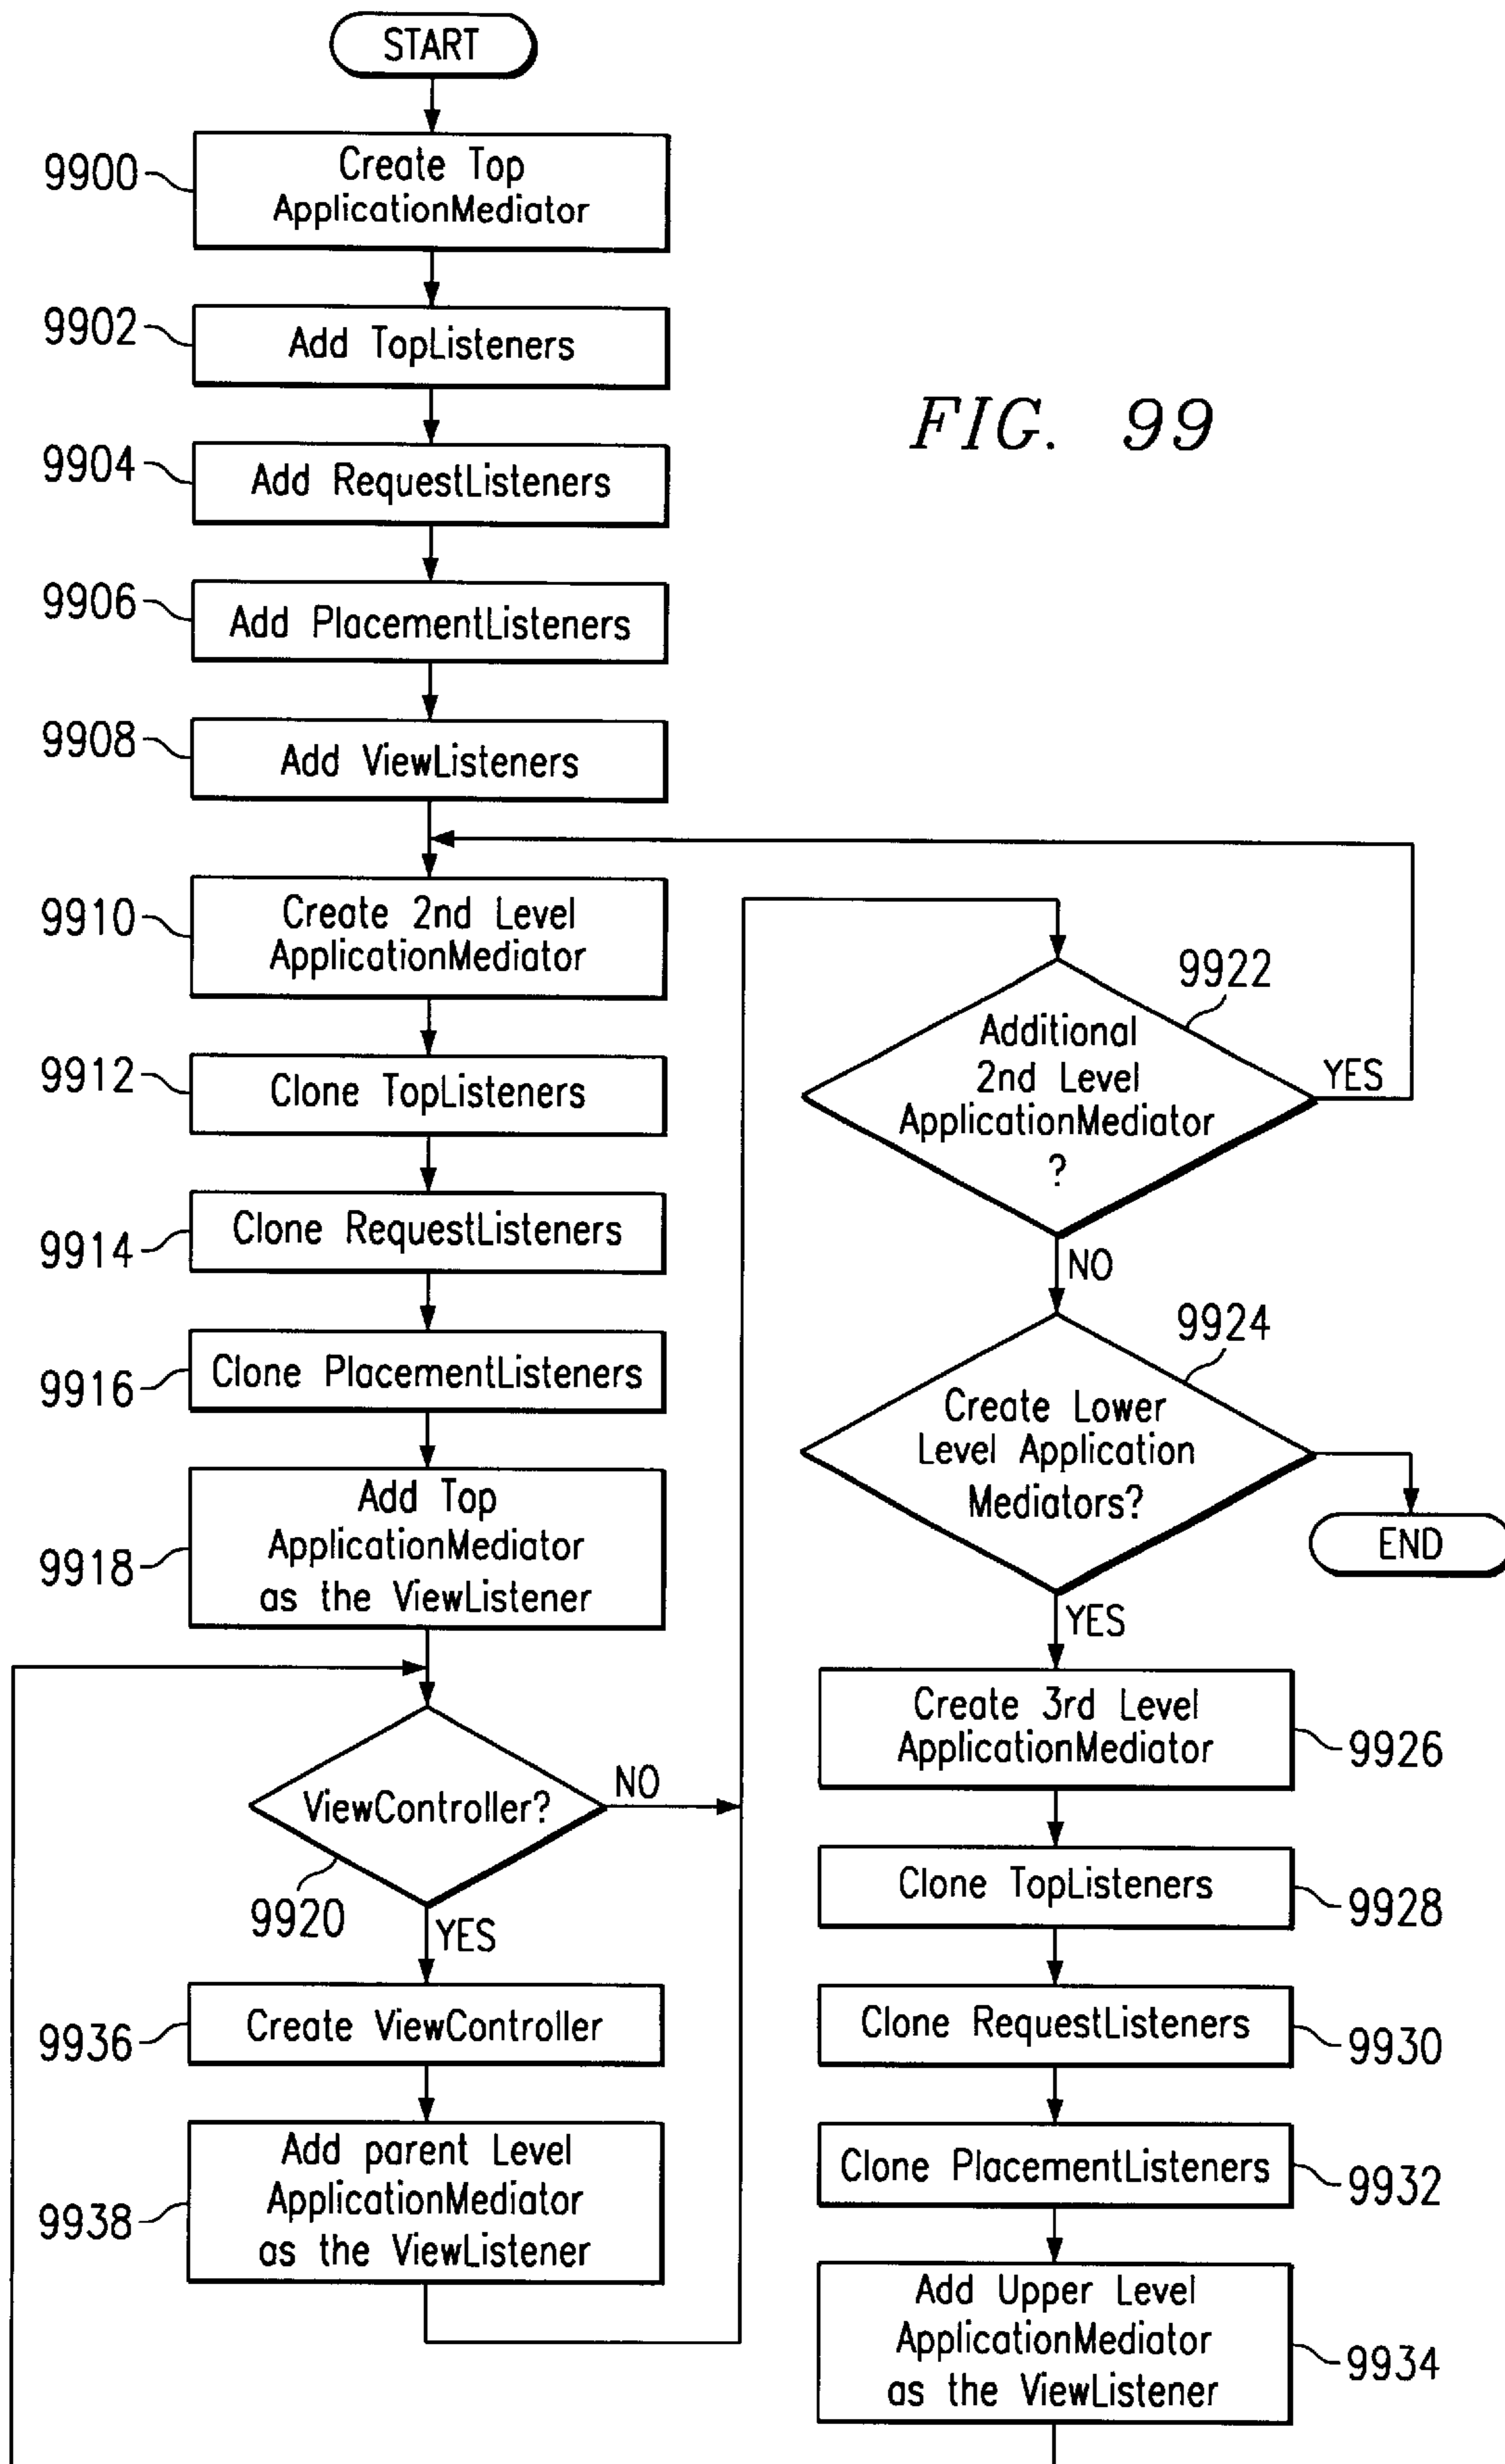 START
9900
Create Top
ApplicationMediator
9902
Add TopListeners
FIG. 99
9904
Add RequestListeners
9906
Add PlacementListeners
9908
Add ViewListeners
9910
Create 2nd Level
ApplicationMediator
9912
Clone TopListeners
9914
Clone RequestListeners
9916
Clone PlacementListeners
9918
Add Top
ApplicationMediator
as the ViewListener
ViewController?
NO
9920
YES
9936
Create ViewController
9938
Add parent Level
ApplicationMediator
as the ViewListener
9922
Additional
2nd Level
ApplicationMediator
?
YES
NO
9924
Create Lower
Level Application
Mediators?
END
YES
Create 3rd Level
ApplicationMediator
9926
Clone TopListeners
9928
Clone RequestListeners
9930
Clone PlacementListeners
9932
Add Upper Level
ApplicationMediator
as the ViewListener
9934